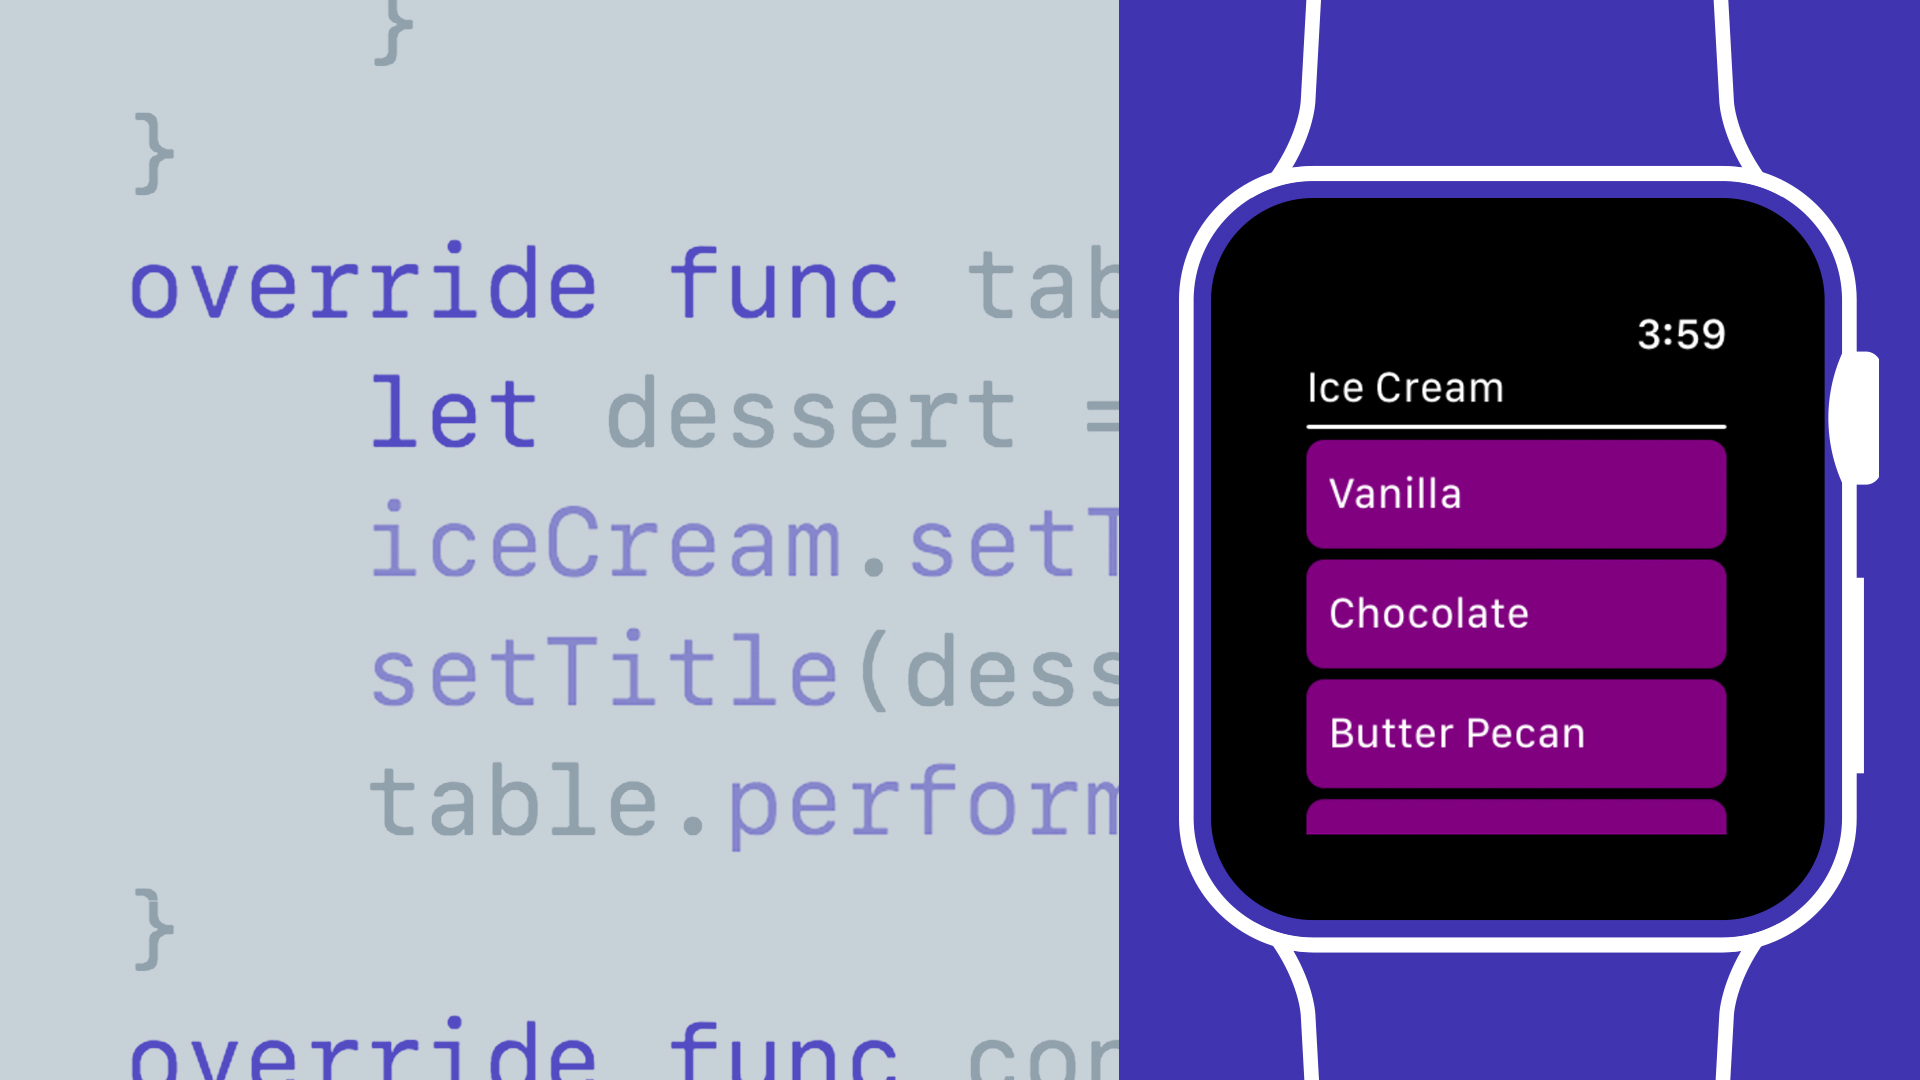 }
}
override func tab
let dessert =
iceCream.setT
setTitle(dess
table.perform
}
override func con
3:59
Ice Cream
Vanilla
Chocolate
Butter Pecan